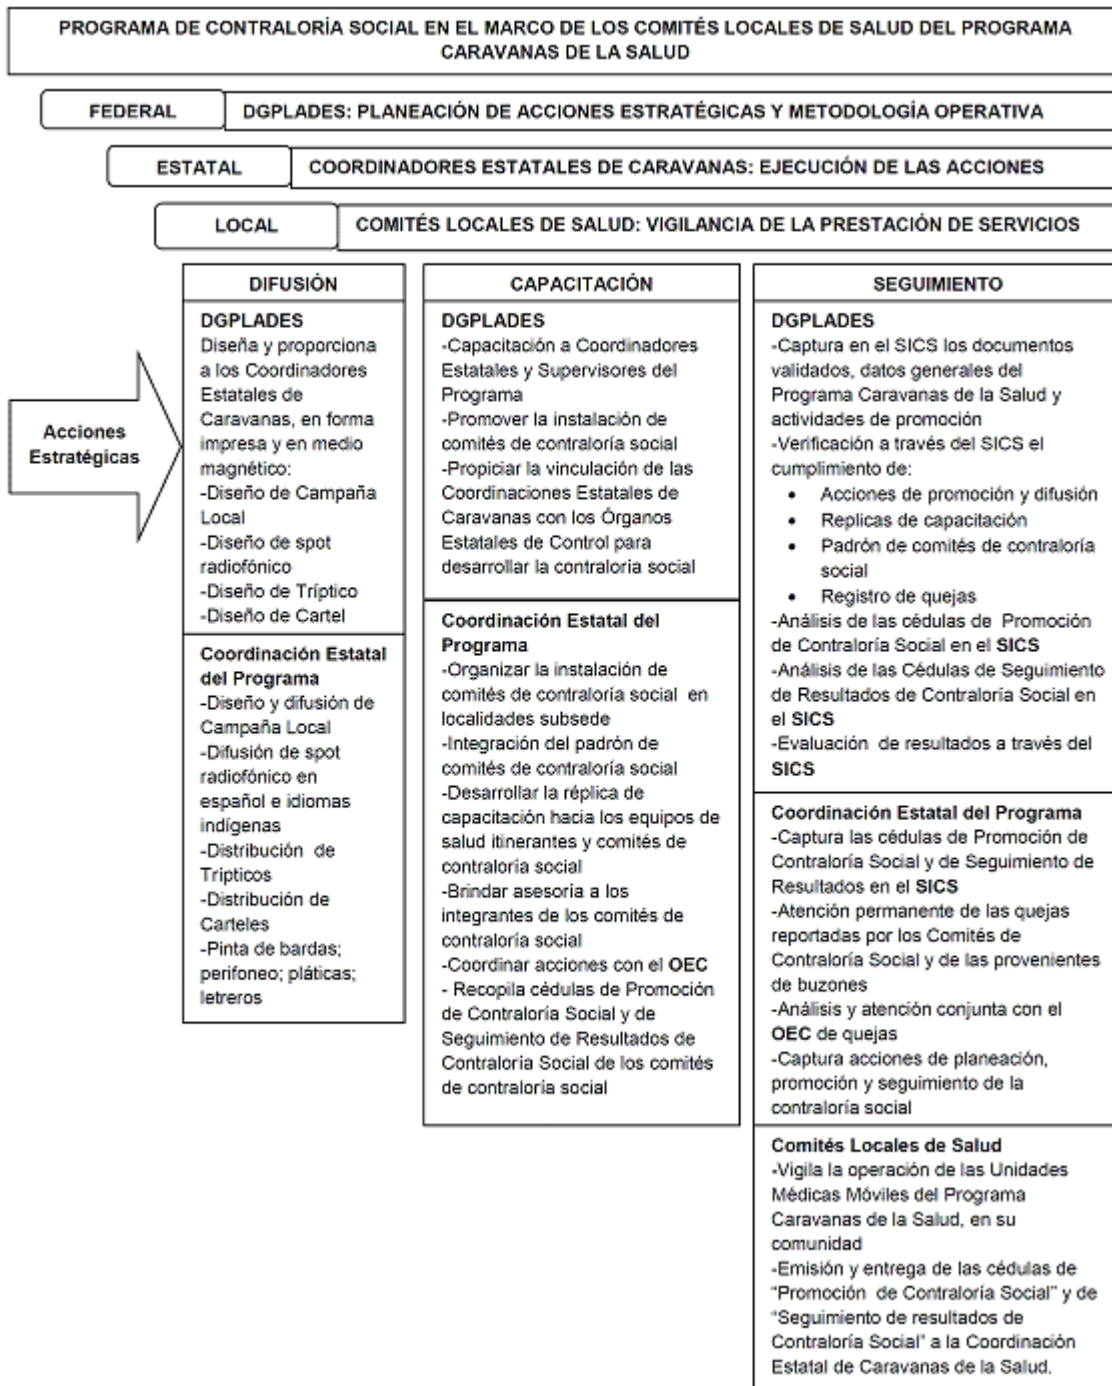 PROGRAMA DE CONTRALORÍA SOCIAL EN EL MARCO DE LOS COMITÉS LOCALES DE SALUD DEL PROGRAMA
CARAVANAS DE LA SALUD
FEDERAL
DGPLADES: PLANEACIÓN DE ACCIONES ESTRATÉGICAS Y METODOLOGÍA OPERATIVA
ESTATAL
COORDINADORES ESTATALES DE CARAVANAS: EJECUCIÓN DE LAS ACCIONES
LOCAL
COMITÉS LOCALES DE SALUD: VIGILANCIA DE LA PRESTACIÓN DE SERVICIOS
Acciones
Estratégicas
DIFUSIÓN
DGPLADES
Diseña y proporciona
a los Coordinadores
Estatales de
Caravanas, en forma
impresa y en medio
magnético:
-Diseño de Campaña
Local
-Diseño de spot
radiofónico
-Diseño de Tríptico
-Diseño de Cartel
Coordinación Estatal
del Programa
-Diseño y difusión de
Campaña Local
-Difusión de spot
radiofónico en
español e idiomas
indígenas
-Distribución de
Trípticos
-Distribución de
Carteles
-Pinta de bardas;
perifoneo; pláticas;
letreros
CAPACITACIÓN
DGPLADES
-Capacitación a Coordinadores
Estatales y Supervisores del
Programa
-Promover la instalación de
comités de contraloría social
-Propiciar la vinculación de las
Coordinaciones Estatales de
Caravanas con los Órganos
Estatales de Control para
desarrollar la contraloría social
Coordinación Estatal del
Programa
-Organizar la instalación de
comités de contraloría social en
localidades subsede
-Integración del padrón de
comités de contraloría social
-Desarrollar la réplica de
capacitación hacia los equipos de
salud itinerantes y comités de
contraloría social
-Brindar asesoría a los
integrantes de los comités de
contraloría social
-Coordinar acciones con el OEC
- Recopila cédulas de Promoción
de Contraloría Social y de
Seguimiento de Resultados de
Contraloría Social de los comités
de contraloría social
SEGUIMIENTO
DGPLADES
-Captura en el SICS los documentos
validados, datos generales del
Programa Caravanas de la Salud y
actividades de promoción
-Verificación a través del SICS el
cumplimiento de:
• Acciones de promoción y difusión
• Replicas de capacitación
• Padrón de comités de contraloría
social
• Registro de quejas
-Análisis de las cédulas de Promoción
de Contraloría Social en el SICS
-Análisis de las Cédulas de Seguimiento
de Resultados de Contraloría Social en
el SICS
-Evaluación de resultados a través del
SICS
Coordinación Estatal del Programa
-Captura las cédulas de Promoción de
Contraloría Social y de Seguimiento de
Resultados en el SICS
-Atención permanente de las quejas
reportadas por los Comités de
Contraloría Social y de las provenientes
de buzones
-Análisis y atención conjunta con el
OEC de quejas
-Captura acciones de planeación,
promoción y seguimiento de la
contraloría social
Comités Locales de Salud
-Vigila la operación de las Unidades
Médicas Móviles del Programa
Caravanas de la Salud, en su
comunidad
-Emisión y entrega de las cédulas de
"Promoción de Contraloría Social" y de
"Seguimiento de resultados de
Contraloría Social" a la Coordinación
Estatal de Caravanas de la Salud.